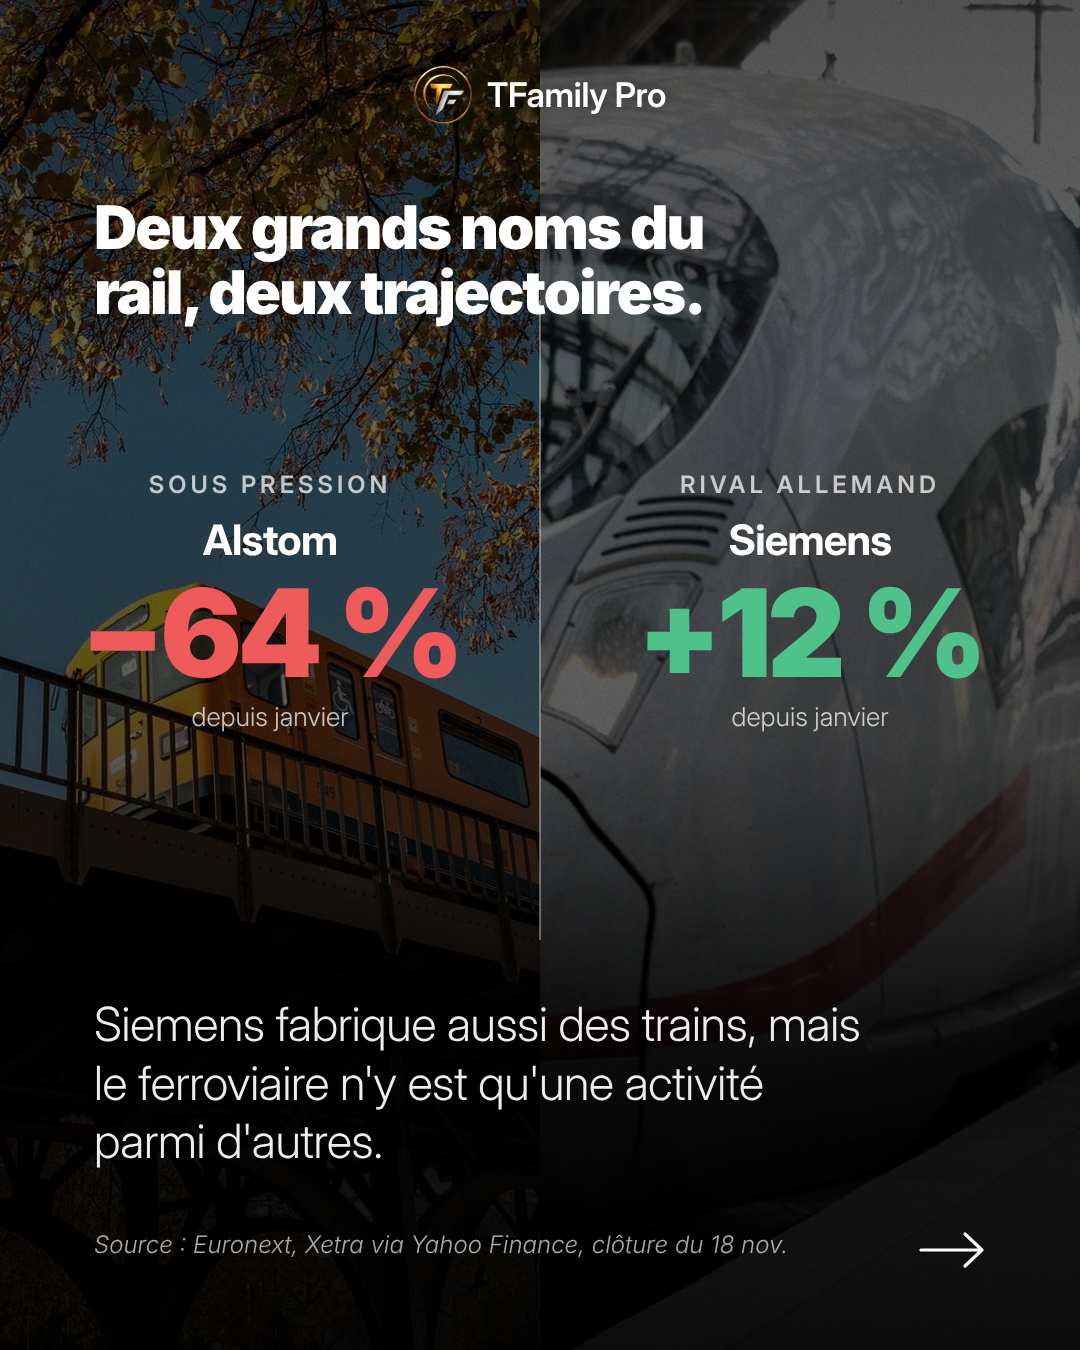 TF TFamily Pro
Deux grands noms du
rail, deux trajectoires.
SOUS PRESSION
Alstom
–64 %
depuis janvier
RIVAL ALLEMAND
Siemens
+12 %
depuis janvier
Siemens fabrique aussi des trains, mais
le ferroviaire n'y est qu'une activité
parmi d'autres.
Source : Euronext, Xetra via Yahoo Finance, clôture du 18 nov.